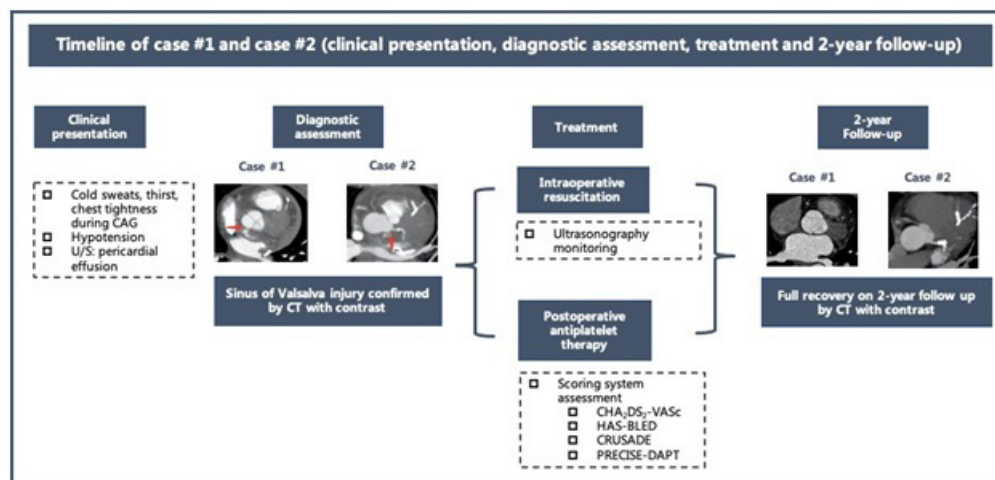 Timeline of case #1 and case #2 (clinical presentation, diagnostic assessment, treatment and 2-year follow-up)
Clinical
presentation
Cold sweats, thirst,
chest tightness
during CAG
Hypotension
U/S: pericardial
effusion
Diagnostic
assessment
Case #1
Case #2
Sinus of Valsalva injury confirmed
by CT with contrast
Treatment
Intraoperative
resuscitation
Ultrasonography
monitoring
Postoperative
antiplatelet
therapy
Scoring system
assessment
CHA₂DS₂-VASc
HAS-BLED
CRUSADE
PRECISE-DAPT
2-year
Follow-up
Case #1
Case #2
Full recovery on 2-year follow up
by CT with contrast